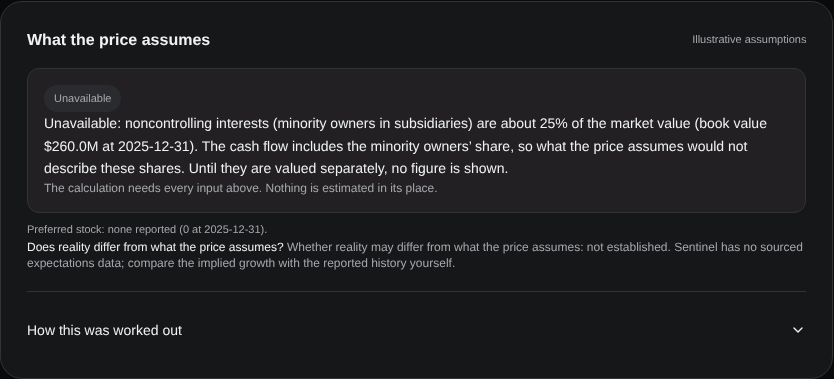 What the price assumes
Illustrative assumptions
Unavailable
Unavailable: noncontrolling interests (minority owners in subsidiaries) are about 25% of the market value (book value
$260.0M at 2025-12-31). The cash flow includes the minority owners’ share, so what the price assumes would not
describe these shares. Until they are valued separately, no figure is shown.
The calculation needs every input above. Nothing is estimated in its place.
Preferred stock: none reported (0 at 2025-12-31).
Does reality differ from what the price assumes? Whether reality may differ from what the price assumes: not established. Sentinel has no sourced
expectations data; compare the implied growth with the reported history yourself.
How this was worked out